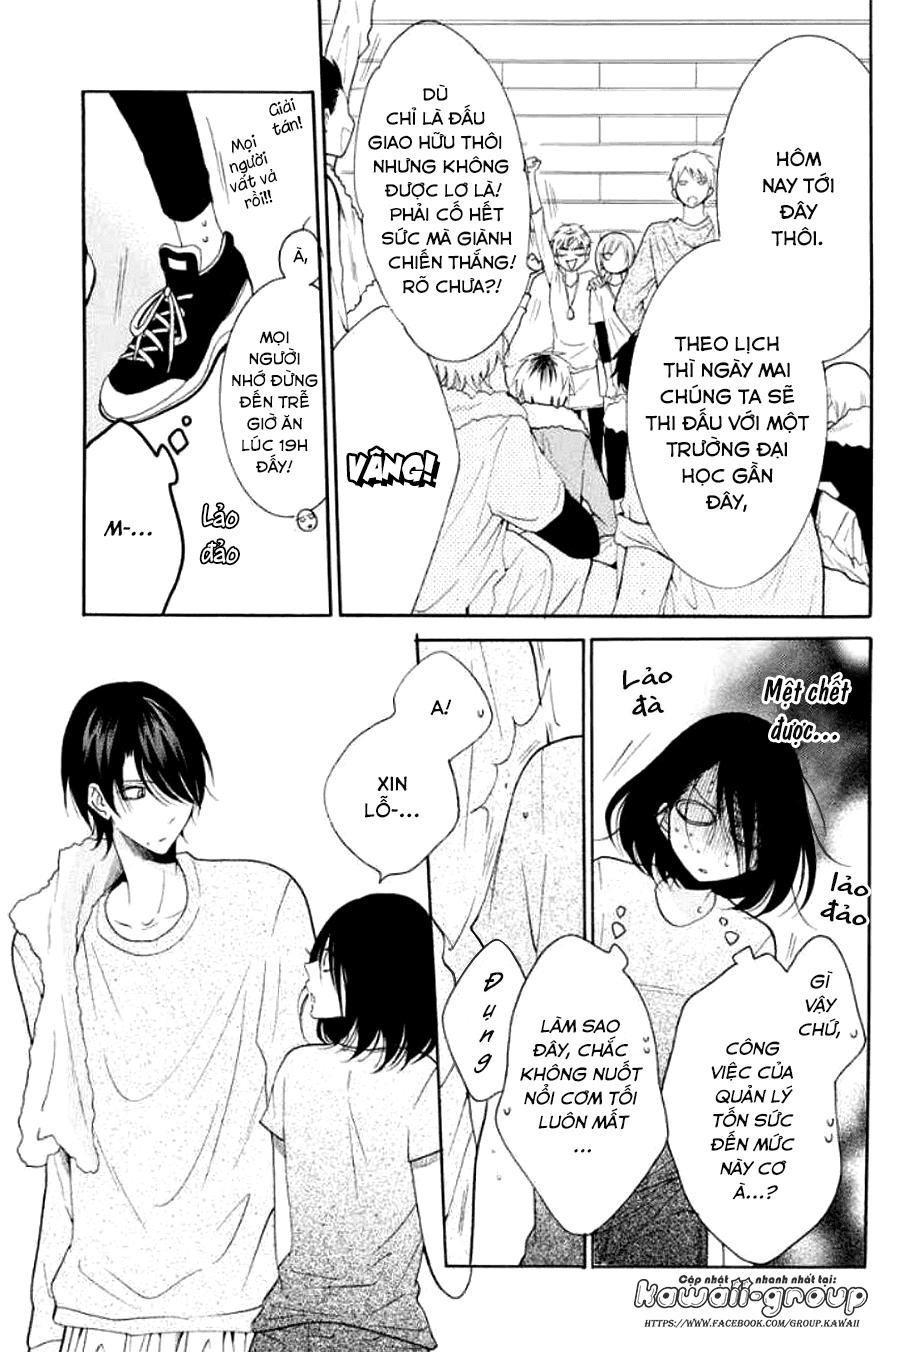 HÔM
NAY TỚI
ĐÂY
THÔI.
THEO LỊCH
THÌ NGÀY MAI
CHÚNG TA SẼ
THI ĐẤU VỚI MỘT
TRƯỜNG ĐẠI
HỌC GẦN
ĐÂY,
DÙ
CHỈ LÀ ĐẤU
GIAO HỮU THÔI
NHƯNG KHÔNG
ĐƯỢC LƠ LÀ!
PHẢI CỐ HẾT
SỨC MÀ GIÀNH
CHIẾN THẮNG!
RÕ CHƯA?!
VÂNG!
Giải
tán!
Mọi
người
vất vả
rồi!!
À,
MỌI
NGƯỜI
NHỚ ĐỪNG
ĐẾN TRỄ
GIỜ ĂN
LÚC 19H
ĐẤY!
Lảo
đảo
M-...
Mệt chết
được...
Lảo
đà
lảo
đảo
GÌ
VẬY
CHỨ,
CÔNG
VIỆC CỦA
QUẢN LÝ
TỐN SỨC
ĐẾN MỨC
NÀY CƠ
À...?
LÀM SAO
ĐÂY, CHẮC
KHÔNG NUỐT
NỔI CƠM TỐI
LUÔN MẤT
...
Đụng
A!
XIN
LỖ-...
Cập nhật nhanh nhất tại:
kawaii-group
HTTPS://WWW.FACEBOOK.COM/GROUP.KAWAII